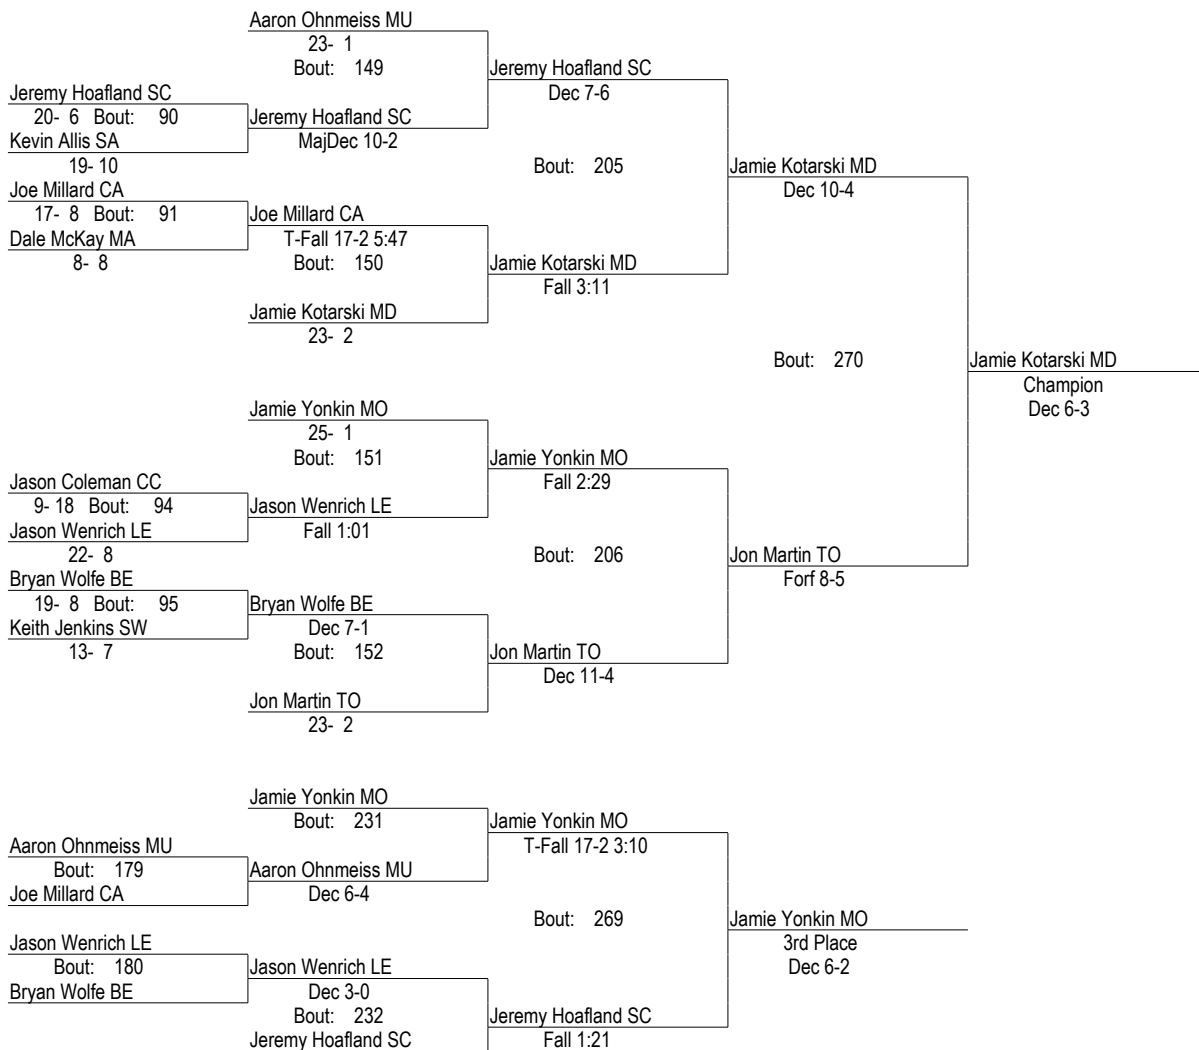 Aaron Ohnmeiss MU
23- 1
Bout: 149
Jeremy Hoafland SC
Dec 7-6
Jeremy Hoafland SC
20- 6 Bout: 90
Jeremy Hoafland SC
MajDec 10-2
Kevin Allis SA
19- 10
Bout: 205
Jamie Kotarski MD
Dec 10-4
Joe Millard CA
17- 8 Bout: 91
Joe Millard CA
T-Fall 17-2 5:47
Dale McKay MA
8- 8
Bout: 150
Jamie Kotarski MD
Fall 3:11
Jamie Kotarski MD
23- 2
Bout: 270
Jamie Kotarski MD
Champion
Dec 6-3
Jamie Yonkin MO
25- 1
Bout: 151
Jamie Yonkin MO
Fall 2:29
Jason Coleman CC
9- 18 Bout: 94
Jason Wenrich LE
Fall 1:01
Jason Wenrich LE
22- 8
Bout: 206
Jon Martin TO
Forf 8-5
Bryan Wolfe BE
19- 8 Bout: 95
Bryan Wolfe BE
Dec 7-1
Keith Jenkins SW
13- 7
Bout: 152
Jon Martin TO
Dec 11-4
Jon Martin TO
23- 2
Jamie Yonkin MO
Bout: 231
Jamie Yonkin MO
T-Fall 17-2 3:10
Aaron Ohnmeiss MU
Bout: 179
Aaron Ohnmeiss MU
Dec 6-4
Joe Millard CA
Bout: 269
Jamie Yonkin MO
3rd Place
Dec 6-2
Jason Wenrich LE
Bout: 180
Jason Wenrich LE
Dec 3-0
Bryan Wolfe BE
Bout: 232
Jeremy Hoafland SC
Fall 1:21
Jeremy Hoafland SC